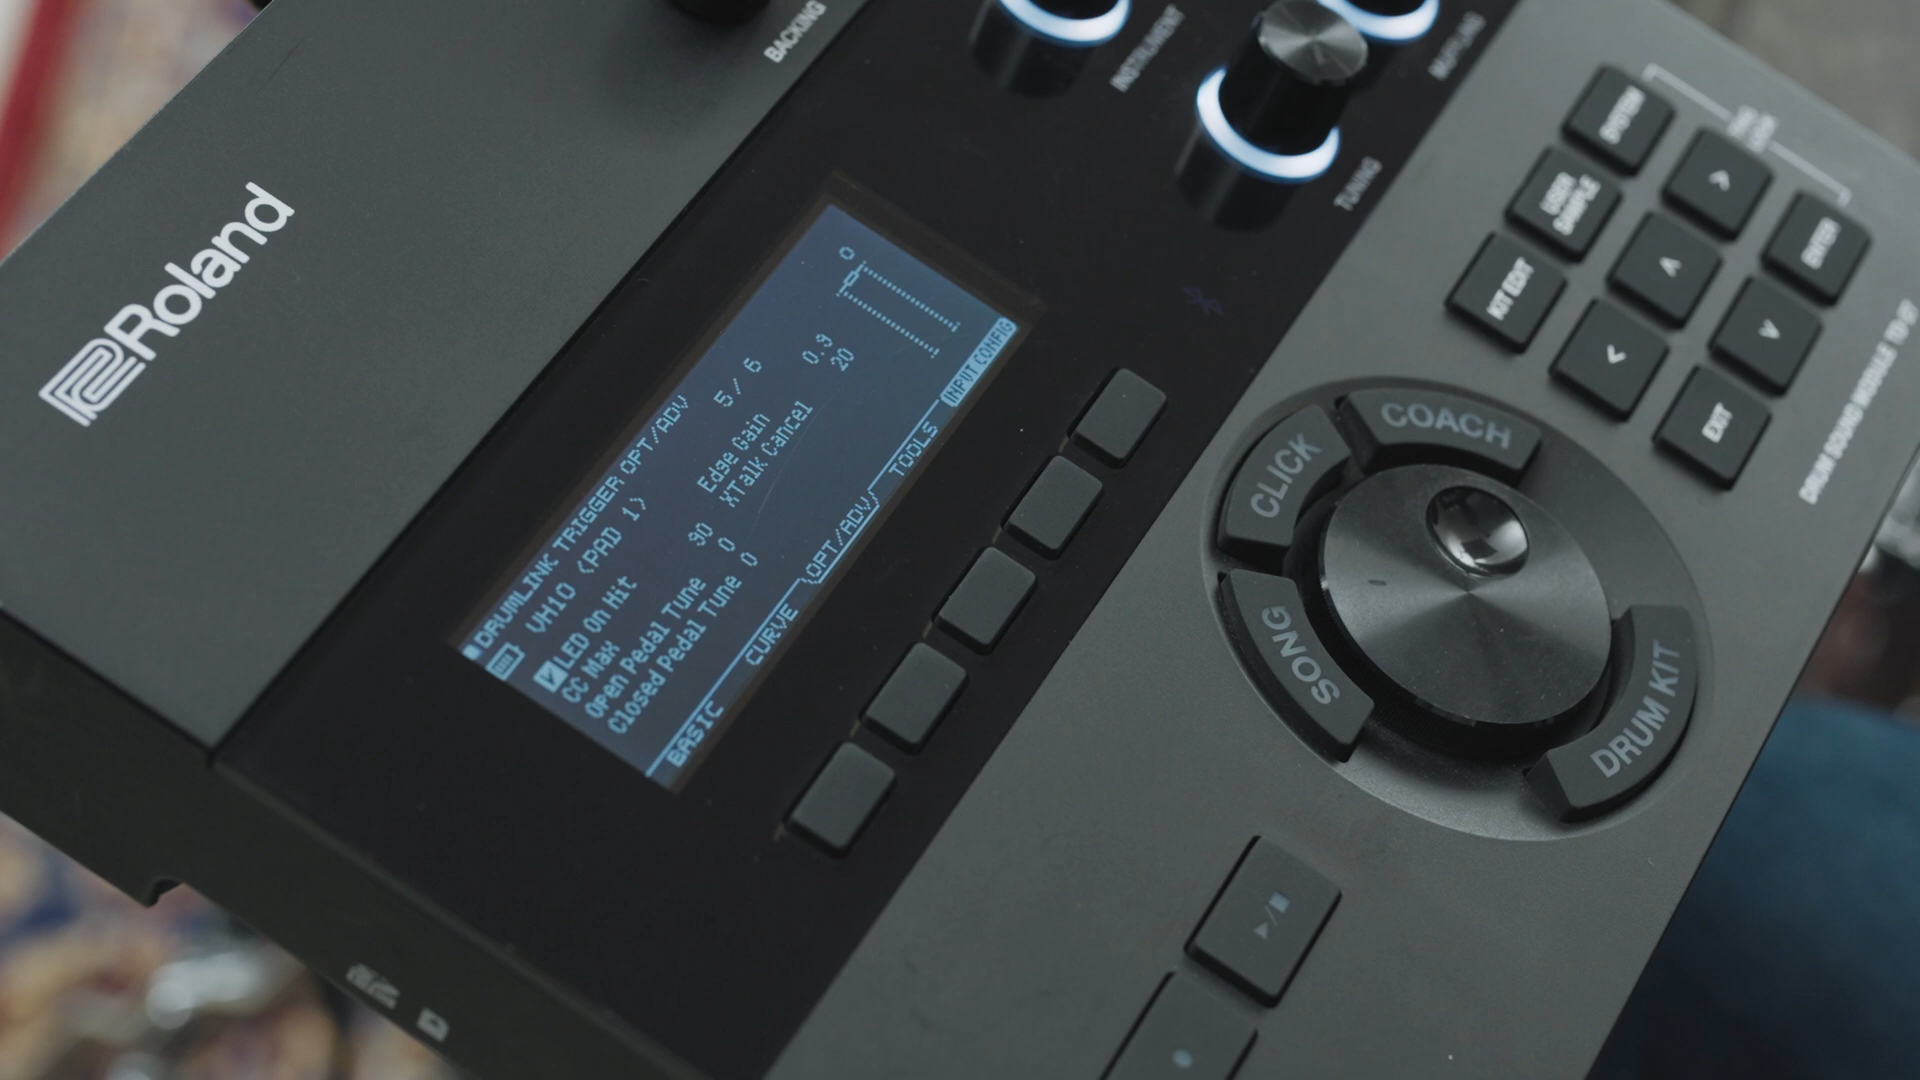 Roland
BACKING
INSTRUMENT
TUNING
DRUMLINK TRIGGER OPT/ADV
VH10 (PAD 1) 5/ 6
LED On Hit
CC Max 90 Edge Gain 0.9
Open Pedal Tune 0 XTalk Cancel 20
Closed Pedal Tune 0
0
BASIC CURVE OPT/ADV TOOLS INPUT CONFIG
SYSTEM
USER
SAMPLE
KIT EDIT
ENTER
EXIT
COACH
CLICK
SONG
DRUM KIT
DRUM SOUND MODULE